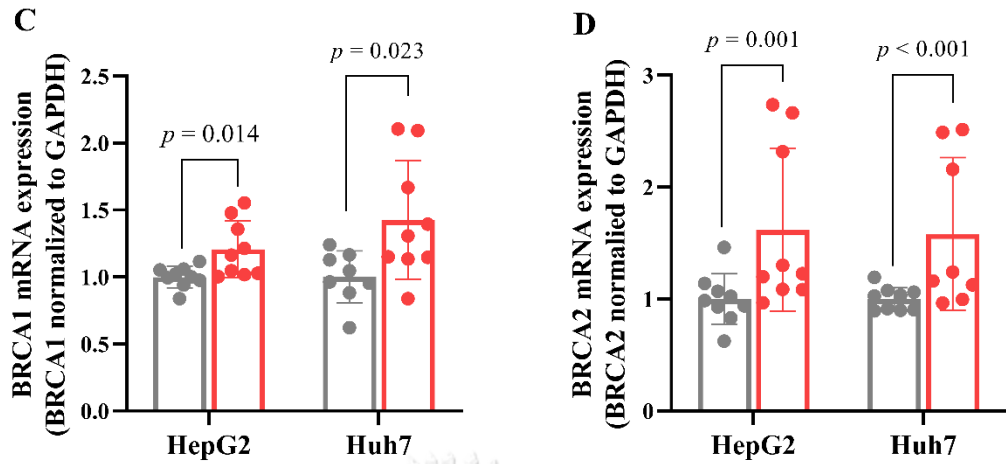 C
p = 0.023
p = 0.014
BRCA1 mRNA expression
(BRCA1 normalized to GAPDH)
2.5
2.0
1.5
1.0
0.5
0.0
HepG2 Huh7
D
p = 0.001 p < 0.001
BRCA2 mRNA expression
(BRCA2 normalied to GAPDH)
3
2
1
0
HepG2 Huh7